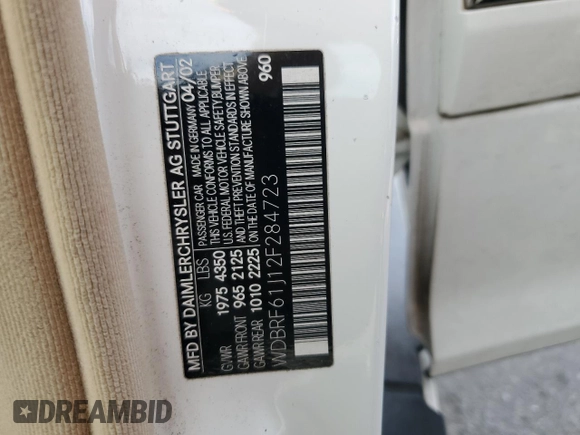 MFD BY DAIMLERCHRYSLER AG STUTTGART
PASSENGER CAR MADE IN GERMANY 04/02
KG LBS THIS VEHICLE CONFORMS TO ALL APPLICABLE
GAWR 1975 4350 U.S. FEDERAL MOTOR VEHICLE SAFETY, BUMPER,
GAWR FRONT 965 2125 AND THEFT PREVENTION STANDARDS IN EFFECT
GAWR REAR 1010 2225 ON THE DATE OF MANUFACTURE SHOWN ABOVE
960
WDBRF61J12F284723
DREAMBID